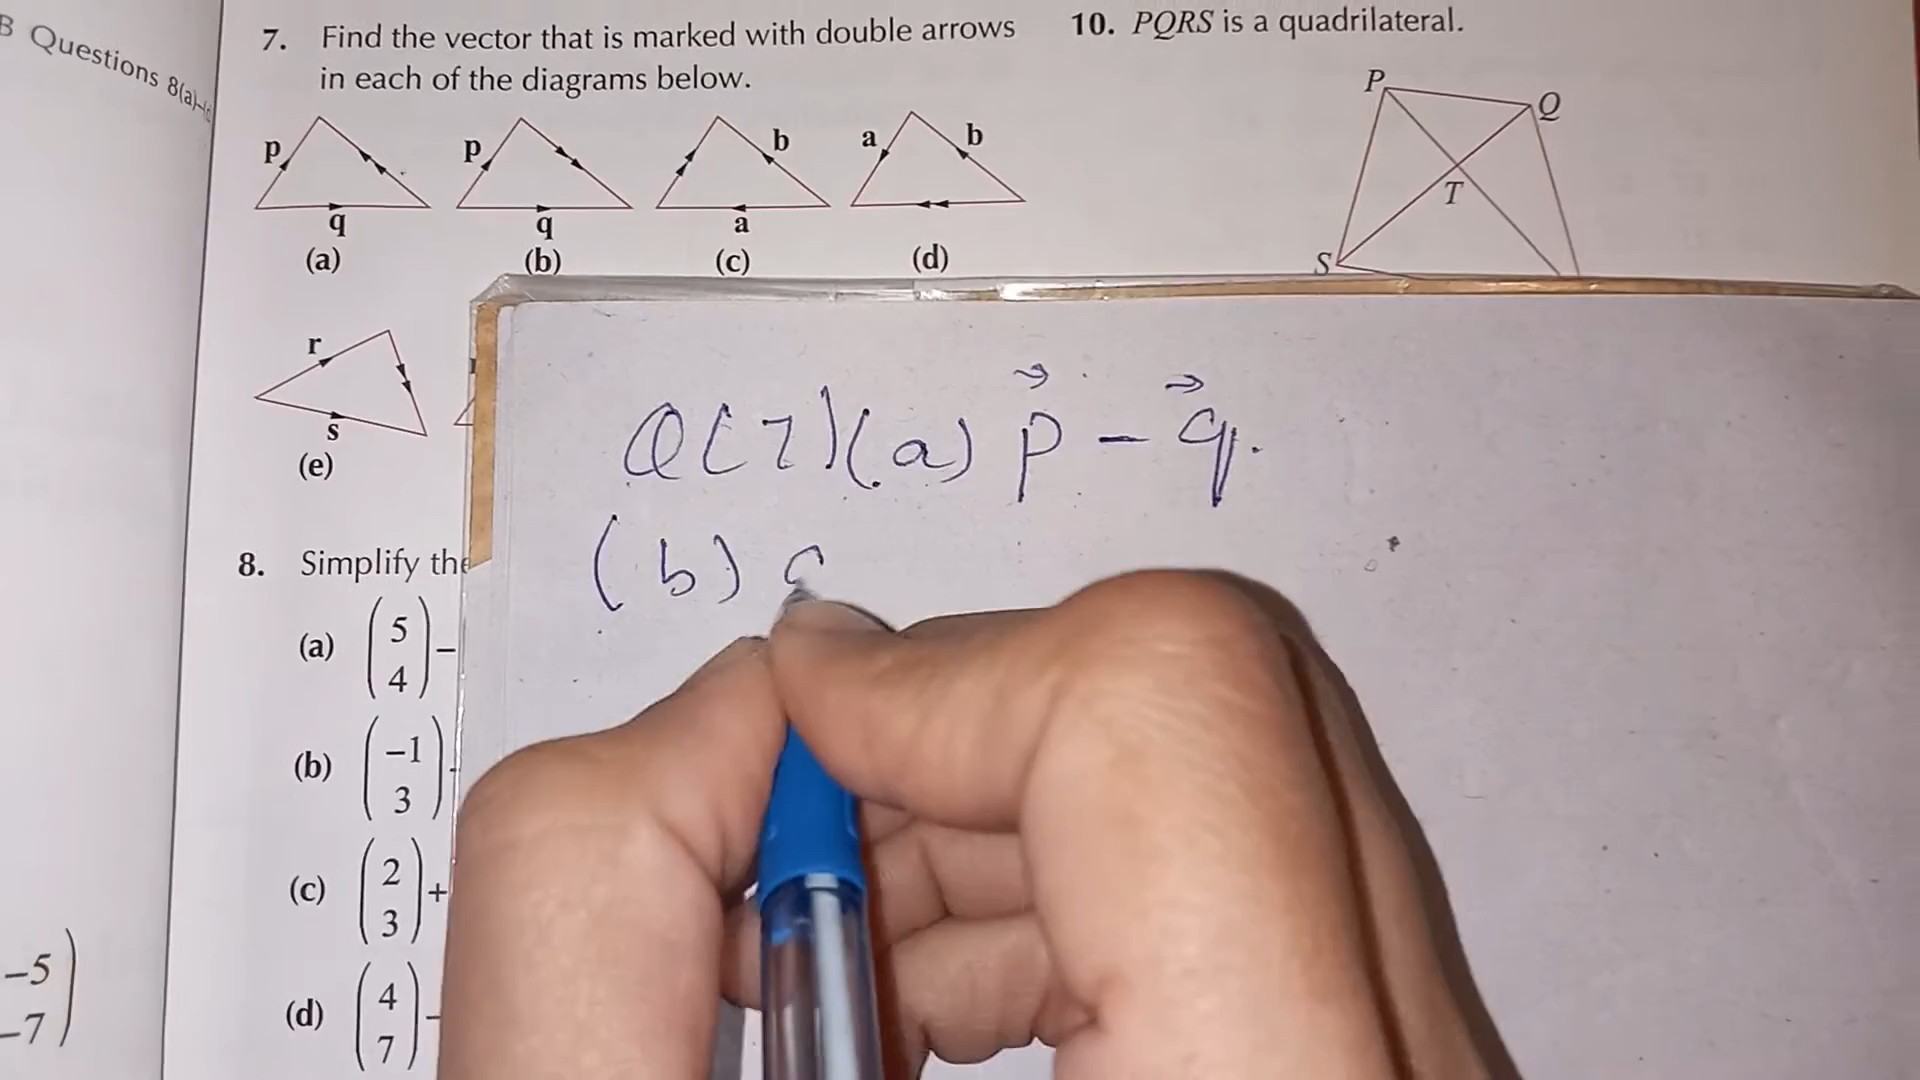 B Questions 8(a)–(
7. Find the vector that is marked with double arrows
in each of the diagrams below.
p q
(a)
p q
(b)
b a
(c)
a b
(d)
r s
(e)
8. Simplify the
(a) (5 4) −
(b) (−1 3) -
(c) (2 3) +
(d) (4 7) −
−5
−7
10. PQRS is a quadrilateral.
P
Q
T
S
Q(7)(a) p⃗ − q⃗.
(b)